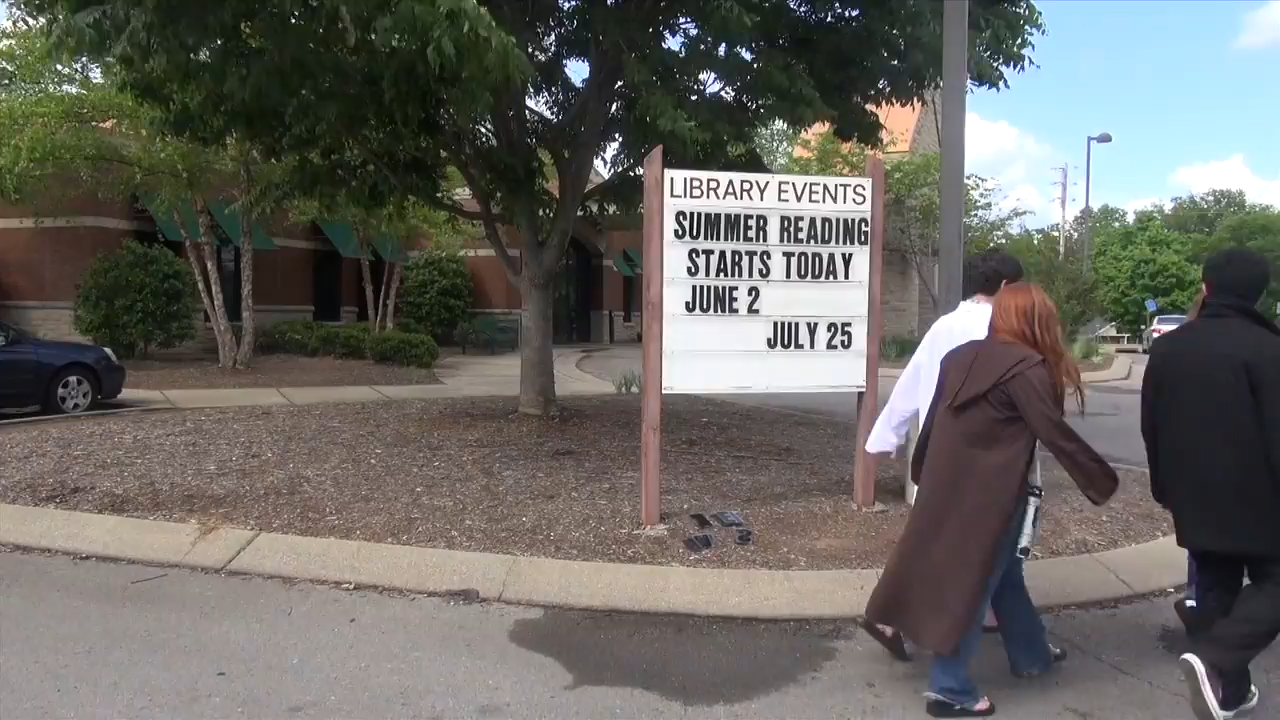 LIBRARY EVENTS
SUMMER READING
STARTS TODAY
JUNE 2
JULY 25